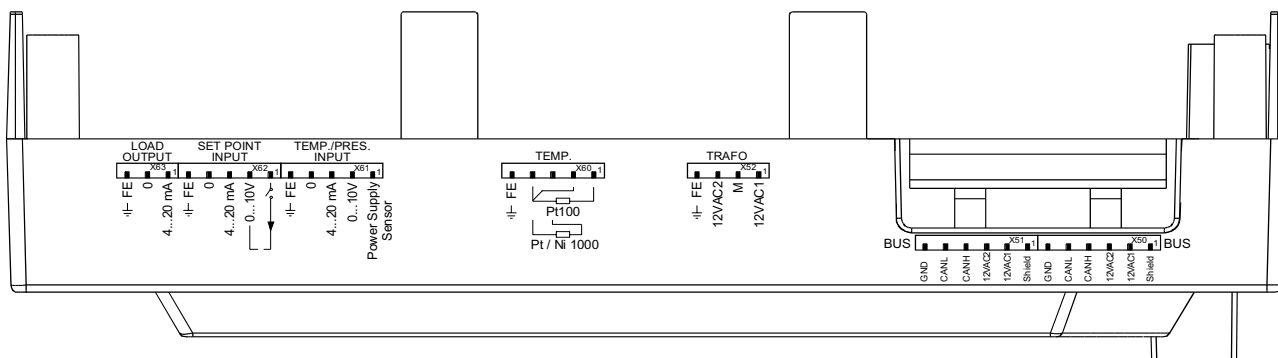 LOAD
OUTPUT
X63 1
FE
0
4...20 mA
SET POINT
INPUT
X62 1
FE
0
4...20 mA
0...10V
TEMP./PRES.
INPUT
X61 1
FE
0
4...20 mA
0...10V
Power Supply
Sensor
TEMP.
X60 1
FE
Pt100
Pt / Ni 1000
TRAFO
X52 1
FE
12VAC2
M
12VAC1
BUS
X51 1
GND
CANL
CANH
12VAC2
12VAC1
Shield
X50 1
BUS
GND
CANL
CANH
12VAC2
12VAC1
Shield